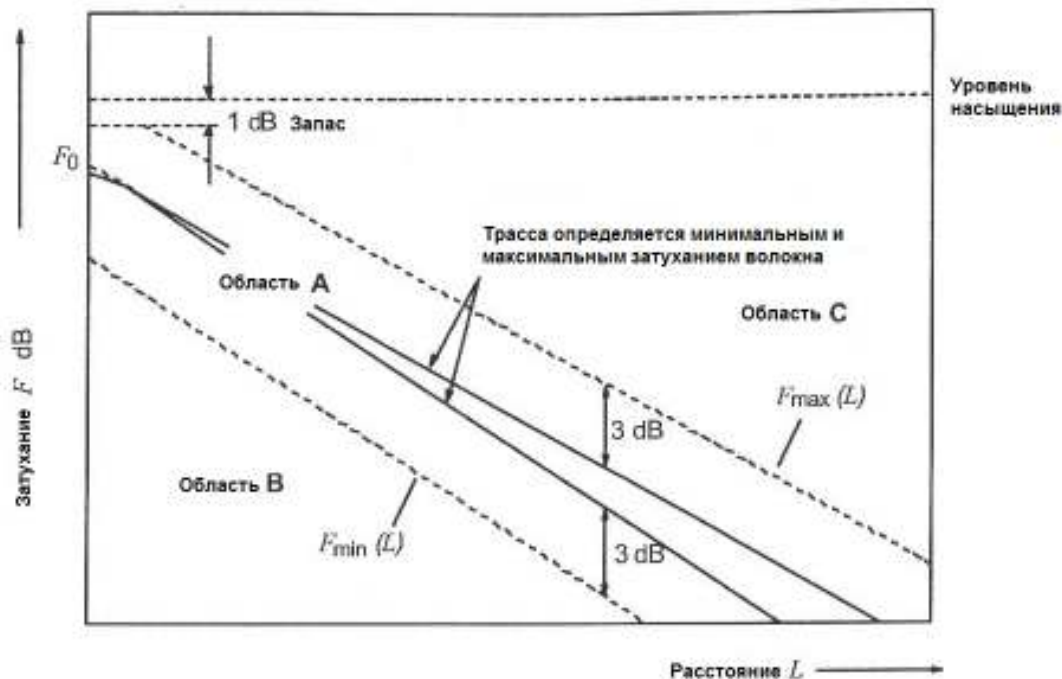 Уровень
насыщения
1 dB Запас
F0
Трасса определяется минимальным и
максимальным затуханием волокна
Область A
Область C
Затухание F dB
Fmax (L)
3 dB
Область B
Fmin (L)
3 dB
Расстояние L